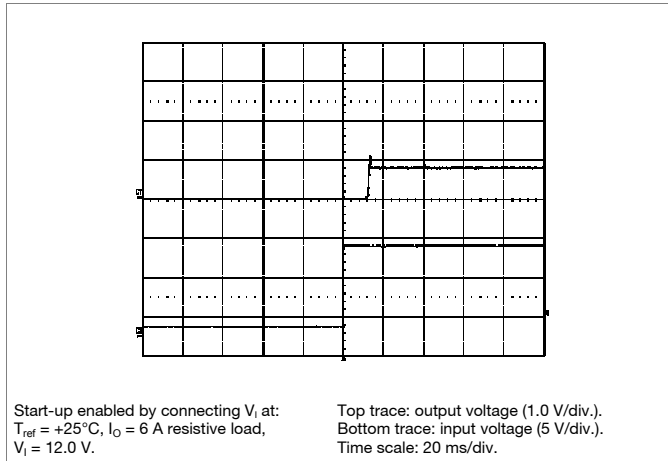 Start-up enabled by connecting VI at:
Tref = +25°C, IO = 6 A resistive load,
VI = 12.0 V.
Top trace: output voltage (1.0 V/div.).
Bottom trace: input voltage (5 V/div.).
Time scale: 20 ms/div.